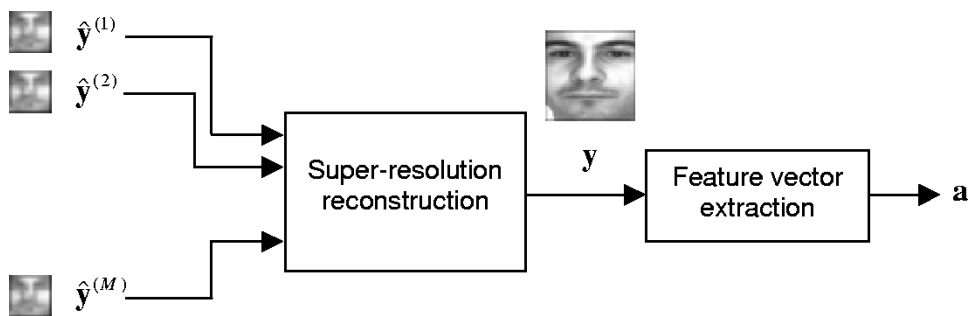 ŷ⁽¹⁾
ŷ⁽²⁾
ŷ⁽ᴹ⁾
Super-resolution
reconstruction
y
Feature vector
extraction
a